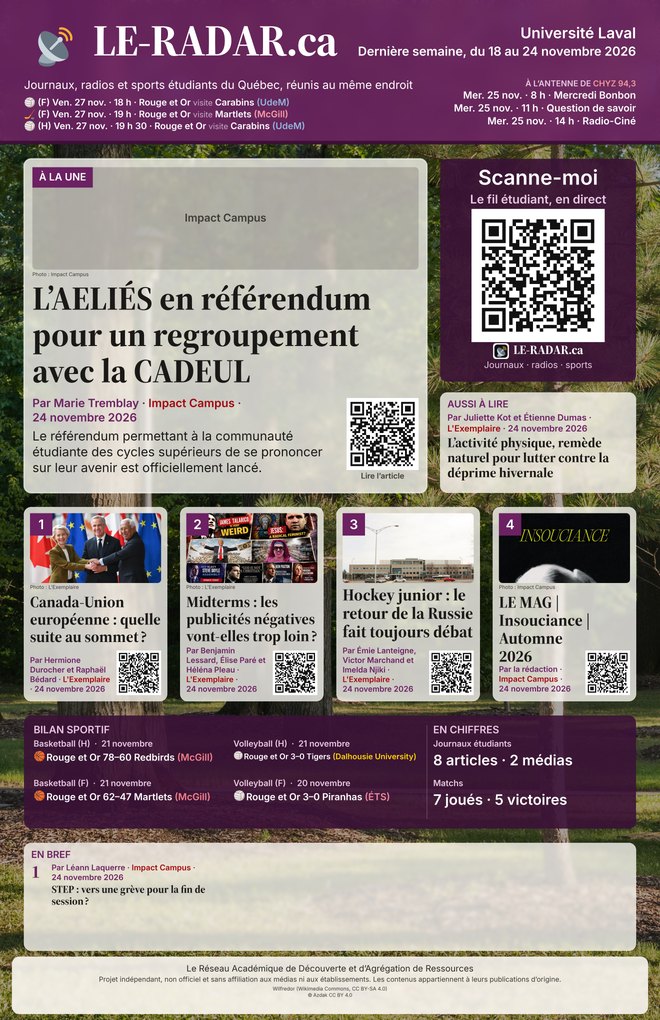 LE-RADAR.ca
Université Laval
Dernière semaine, du 18 au 24 novembre 2026
Journaux, radios et sports étudiants du Québec, réunis au même endroit
(F) Ven. 27 nov. · 18 h · Rouge et Or visite Carabins (UdeM)
(F) Ven. 27 nov. · 19 h · Rouge et Or visite Martlets (McGill)
(H) Ven. 27 nov. · 19 h 30 · Rouge et Or visite Carabins (UdeM)
À L'ANTENNE DE CHYZ 94,3
Mer. 25 nov. · 8 h · Mercredi Bonbon
Mer. 25 nov. · 11 h · Question de savoir
Mer. 25 nov. · 14 h · Radio-Ciné
À LA UNE
Impact Campus
Photo : Impact Campus
L'AELIÉS en référendum
pour un regroupement
avec la CADEUL
Par Marie Tremblay · Impact Campus ·
24 novembre 2026
Le référendum permettant à la communauté
étudiante des cycles supérieurs de se prononcer
sur leur avenir est officiellement lancé.
Lire l'article
Scanne-moi
Le fil étudiant, en direct
LE-RADAR.ca
Journaux · radios · sports
AUSSI À LIRE
Par Juliette Kot et Étienne Dumas ·
L'Exemplaire · 24 novembre 2026
L'activité physique, remède
naturel pour lutter contre la
déprime hivernale
1
Photo : L'Exemplaire
Canada-Union
européenne : quelle
suite au sommet ?
Par Hermione
Durocher et Raphaël
Bédard · L'Exemplaire
· 24 novembre 2026
2
JAMES TALARICO
WEIRD
JESUS:
A RADICAL FEMINIST?
Photo : L'Exemplaire
Midterms : les
publicités négatives
vont-elles trop loin ?
Par Benjamin
Lessard, Élise Paré et
Héléna Pleau ·
L'Exemplaire ·
24 novembre 2026
3
Hockey junior : le
retour de la Russie
fait toujours débat
Par Émie Lanteigne,
Victor Marchand et
Imelda Njiki ·
L'Exemplaire ·
24 novembre 2026
4
INSOUCIANCE
Photo : Impact Campus
LE MAG |
Insouciance |
Automne
2026
Par la rédaction ·
Impact Campus ·
24 novembre 2026
BILAN SPORTIF
Basketball (H) · 21 novembre
Rouge et Or 78–60 Redbirds (McGill)
Volleyball (H) · 21 novembre
Rouge et Or 3–0 Tigers (Dalhousie University)
Basketball (F) · 21 novembre
Rouge et Or 62–47 Martlets (McGill)
Volleyball (F) · 20 novembre
Rouge et Or 3–0 Piranhas (ÉTS)
EN CHIFFRES
Journaux étudiants
8 articles · 2 médias
Matchs
7 joués · 5 victoires
EN BREF
1
Par Léann Laquerre · Impact Campus ·
24 novembre 2026
STEP : vers une grève pour la fin de
session ?
Le Réseau Académique de Découverte et d'Agrégation de Ressources
Projet indépendant, non officiel et sans affiliation aux médias ni aux établissements. Les contenus appartiennent à leurs publications d'origine.
Wilfredor (Wikimedia Commons, CC BY-SA 4.0)
© Azdak CC BY 4.0